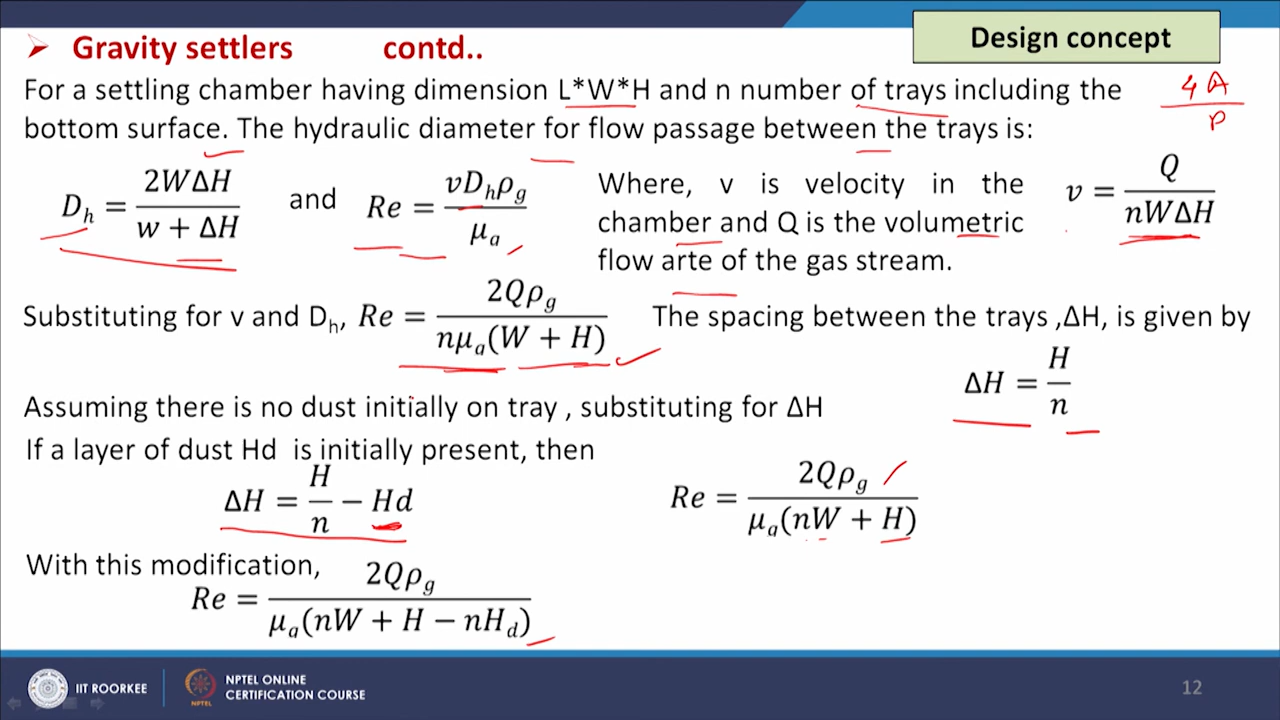 ➢ Gravity settlers contd..
Design concept
For a settling chamber having dimension L*W*H and n number of trays including the
bottom surface. The hydraulic diameter for flow passage between the trays is:
4A/P
D_h = 2WΔH/(w + ΔH) and Re = vD_hρ_g/μ_a
Where, v is velocity in the
chamber and Q is the volumetric
flow arte of the gas stream.
v = Q/(nWΔH)
Substituting for v and D_h, Re = 2Qρ_g/(nμ_a(W + H))
The spacing between the trays ,ΔH, is given by
ΔH = H/n
Assuming there is no dust initially on tray , substituting for ΔH
If a layer of dust Hd is initially present, then
ΔH = H/n − Hd
Re = 2Qρ_g/(μ_a(nW + H))
With this modification,
Re = 2Qρ_g/(μ_a(nW + H − nH_d))
IIT ROORKEE
NPTEL
NPTEL ONLINE
CERTIFICATION COURSE
12